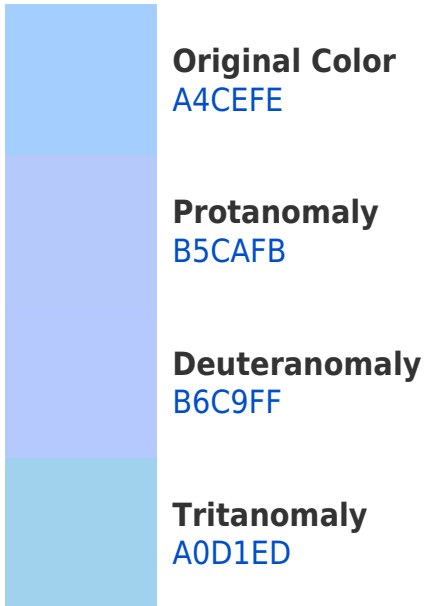 Original Color
A4CEFE
Protanomaly
B5CAFB
Deuteranomaly
B6C9FF
Tritanomaly
A0D1ED